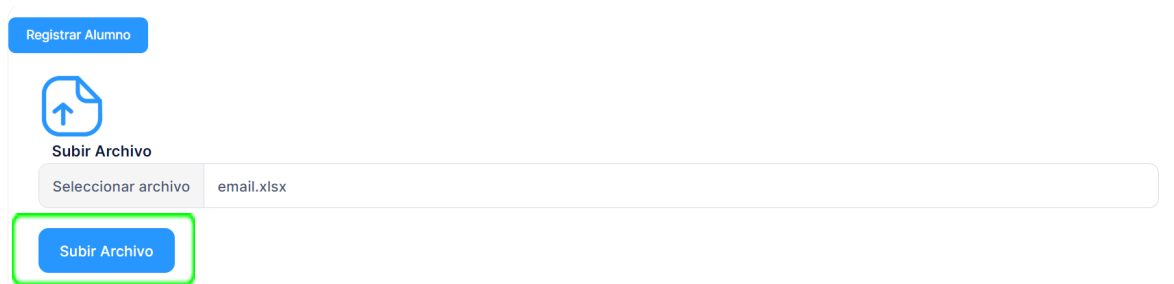 Registrar Alumno
Subir Archivo
Seleccionar archivo email.xlsx
Subir Archivo